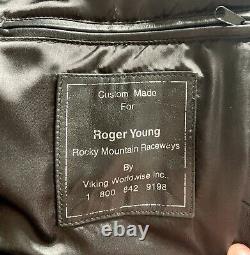 Custom Made
For
Roger Young
Rocky Mountain Raceways
By
Viking Worldwise Inc.
1 800 842 9198